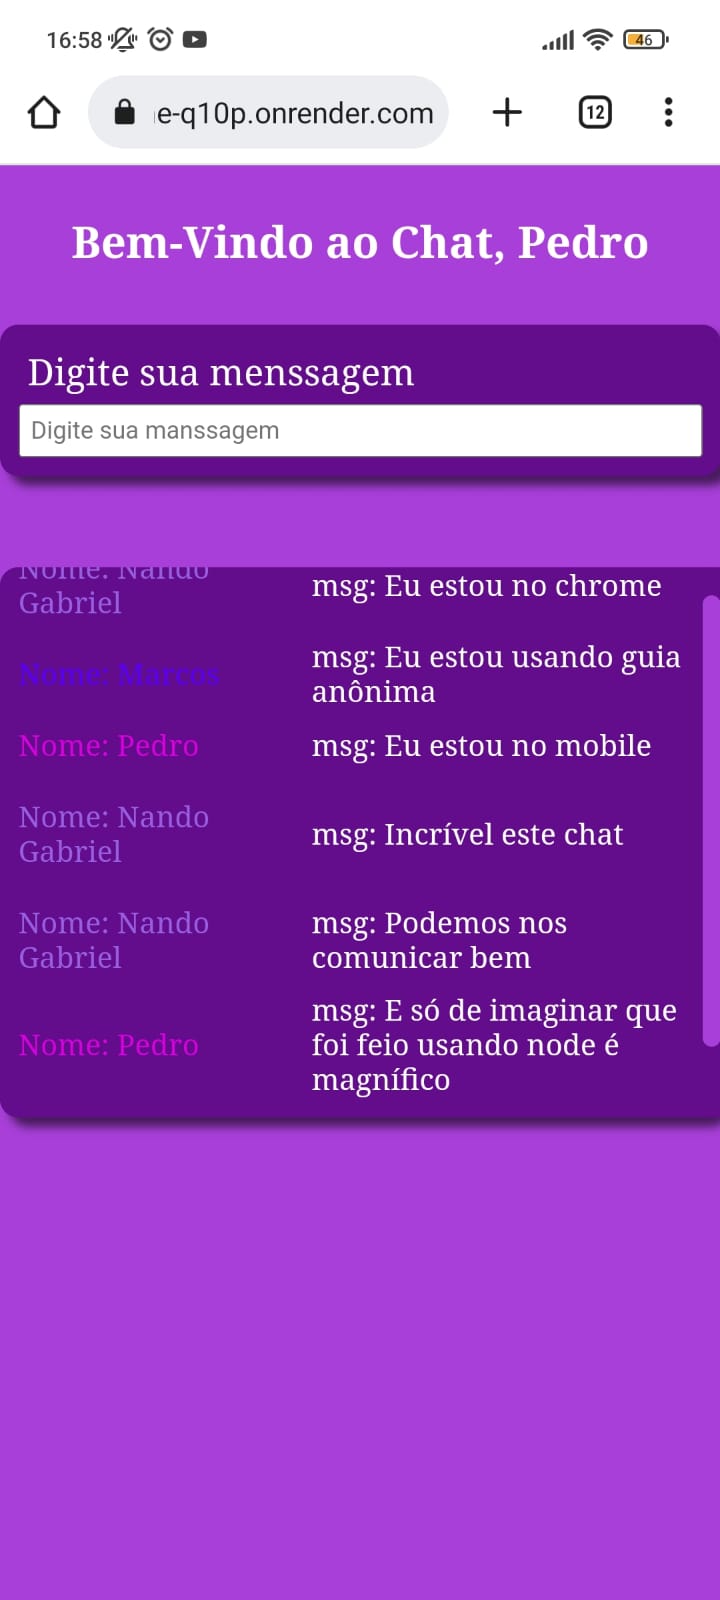 16:58
46
e-q10p.onrender.com
12
Bem-Vindo ao Chat, Pedro
Digite sua menssagem
Digite sua manssagem
Nome: Nando
Gabriel
msg: Eu estou no chrome
Nome: Marcos
msg: Eu estou usando guia
anônima
Nome: Pedro
msg: Eu estou no mobile
Nome: Nando
Gabriel
msg: Incrível este chat
Nome: Nando
Gabriel
msg: Podemos nos
comunicar bem
Nome: Pedro
msg: E só de imaginar que
foi feio usando node é
magnífico